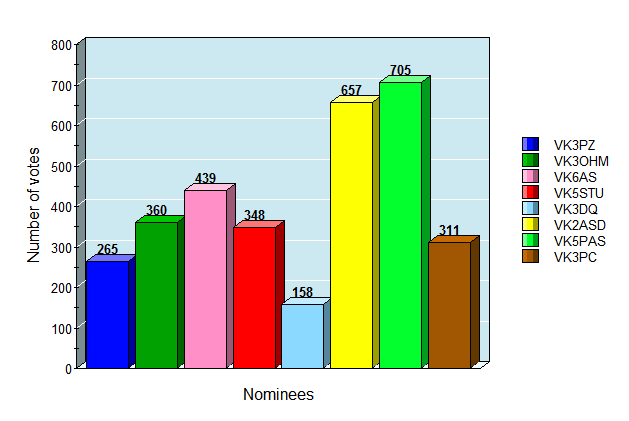 800
700
600
500
400
300
200
100
0
Number of votes
265
360
439
348
158
657
705
311
Nominees
VK3PZ
VK3OHM
VK6AS
VK5STU
VK3DQ
VK2ASD
VK5PAS
VK3PC